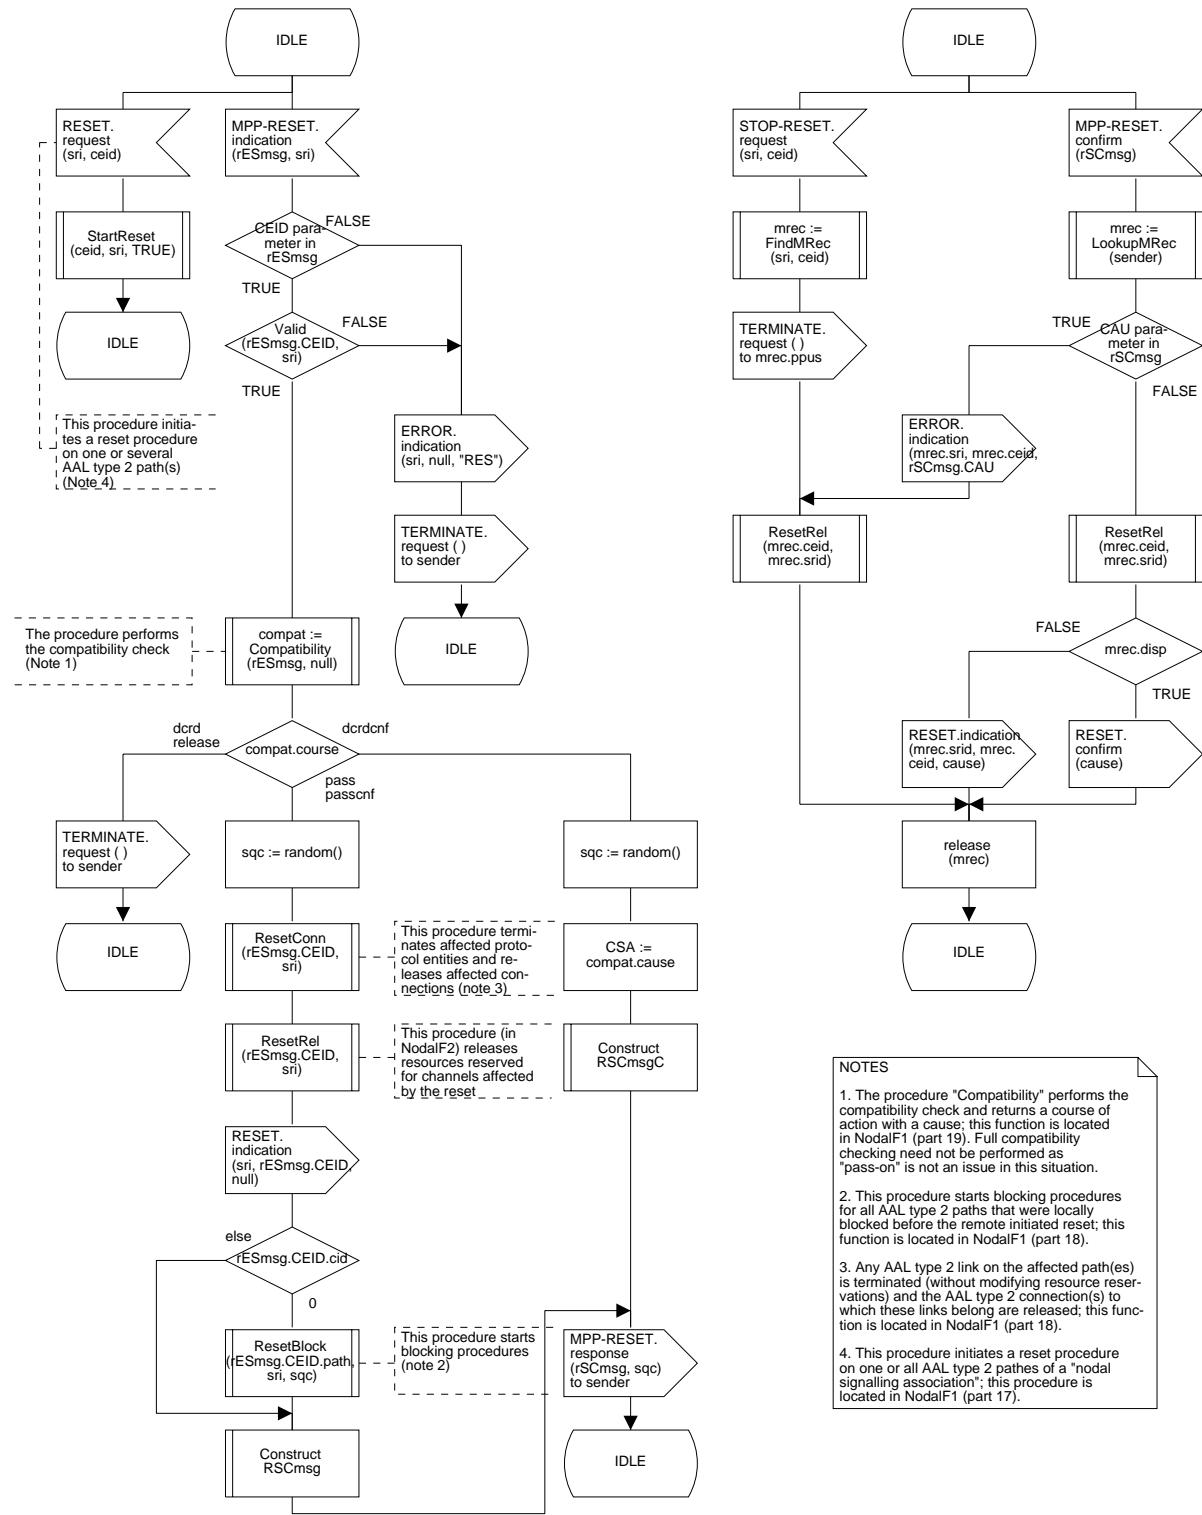 IDLE
RESET.
request
(sri, ceid)
MPP-RESET.
indication
(rESmsg, sri)
StartReset
(ceid, sri, TRUE)
CEID para-
meter in
rESmsg
FALSE
TRUE
IDLE
Valid
(rESmsg.CEID,
sri)
FALSE
TRUE
This procedure initia-
tes a reset procedure
on one or several
AAL type 2 path(s)
(Note 4)
ERROR.
indication
(sri, null, "RES")
TERMINATE.
request ( )
to sender
IDLE
The procedure performs
the compatibility check
(Note 1)
compat :=
Compatibility
(rESmsg, null)
dcrd
release
compat.course
dcrdcnf
pass
passcnf
TERMINATE.
request ( )
to sender
IDLE
sqc := random()
sqc := random()
ResetConn
(rESmsg.CEID,
sri)
This procedure termi-
nates affected proto-
col entities and re-
leases affected con-
nections (note 3)
CSA :=
compat.cause
ResetRel
(rESmsg.CEID,
sri)
This procedure (in
NodalF2) releases
resources reserved
for channels affected
by the reset
Construct
RSCmsgC
RESET.
indication
(sri, rESmsg.CEID,
null)
else
rESmsg.CEID.cid
0
ResetBlock
(rESmsg.CEID.path,
sri, sqc)
This procedure starts
blocking procedures
(note 2)
MPP-RESET.
response
(rSCmsg, sqc)
to sender
Construct
RSCmsg
IDLE
IDLE
STOP-RESET.
request
(sri, ceid)
MPP-RESET.
confirm
(rSCmsg)
mrec :=
FindMRec
(sri, ceid)
mrec :=
LookupMRec
(sender)
TERMINATE.
request ( )
to mrec.ppus
TRUE
CAU para-
meter in
rSCmsg
FALSE
ERROR.
indication
(mrec.sri, mrec.ceid,
rSCmsg.CAU
ResetRel
(mrec.ceid,
mrec.srid)
ResetRel
(mrec.ceid,
mrec.srid)
FALSE
mrec.disp
TRUE
RESET.indication
(mrec.srid, mrec.
ceid, cause)
RESET.
confirm
(cause)
release
(mrec)
IDLE
NOTES
1. The procedure "Compatibility" performs the
compatibility check and returns a course of
action with a cause; this function is located
in NodalF1 (part 19). Full compatibility
checking need not be performed as
"pass-on" is not an issue in this situation.
2. This procedure starts blocking procedures
for all AAL type 2 paths that were locally
blocked before the remote initiated reset; this
function is located in NodalF1 (part 18).
3. Any AAL type 2 link on the affected path(es)
is terminated (without modifying resource reser-
vations) and the AAL type 2 connection(s) to
which these links belong are released; this func-
tion is located in NodalF1 (part 18).
4. This procedure initiates a reset procedure
on one or all AAL type 2 pathes of a "nodal
signalling association"; this procedure is
located in NodalF1 (part 17).